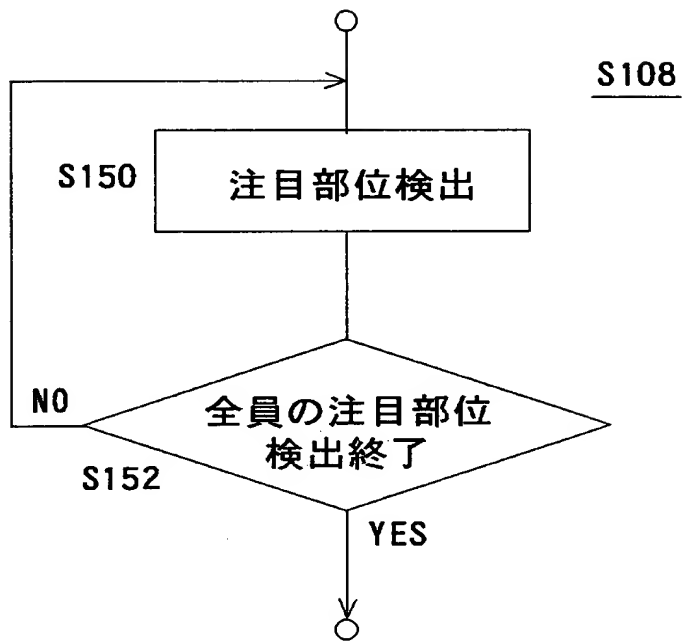 S108
S150
注目部位検出
NO
全員の注目部位
検出終了
S152
YES